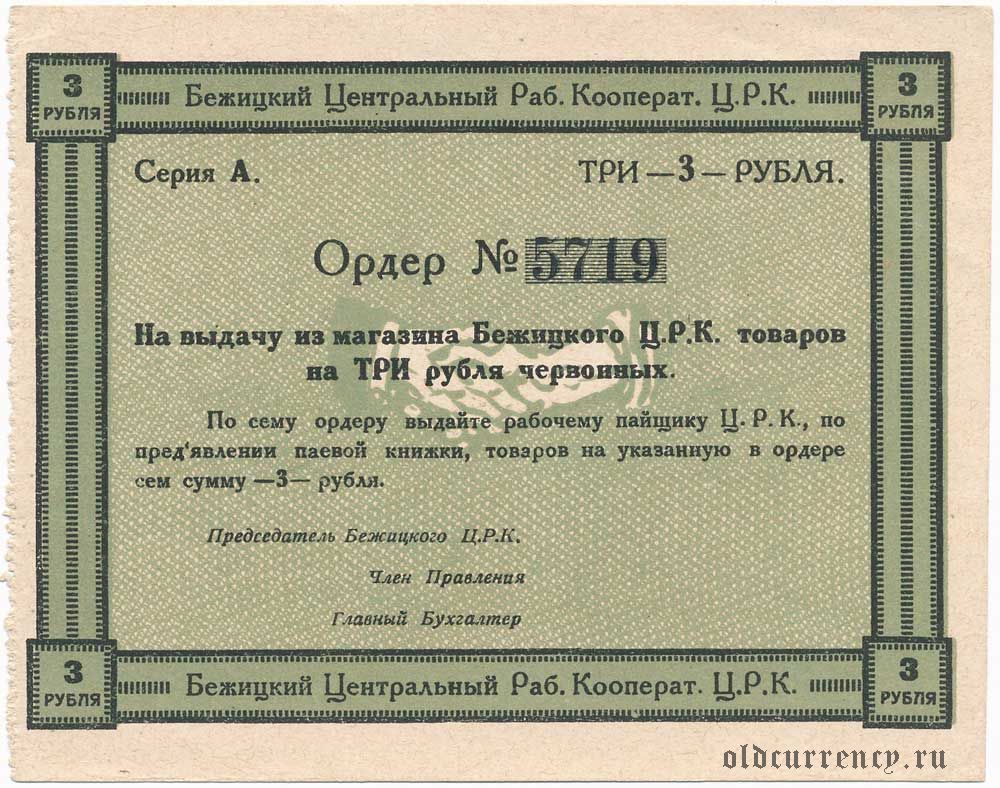 3 РУБЛЯ
Бежицкий Центральный Раб. Кооперат. Ц.Р.К.
3 РУБЛЯ
Серия А.
ТРИ —3— РУБЛЯ.
Ордер № 5719
На выдачу из магазина Бежицкого Ц.Р.К. товаров
на ТРИ рубля червонных.
По сему ордеру выдайте рабочему пайщику Ц. Р. К., по
пред'явлении паевой книжки, товаров на указанную в ордере
сем сумму —3— рубля.
Председатель Бежицкого Ц.Р.К.
Член Правления
Главный Бухгалтер
3 РУБЛЯ
Бежицкий Центральный Раб. Кооперат. Ц.Р.К.
3 РУБЛЯ
oldcurrency.ru